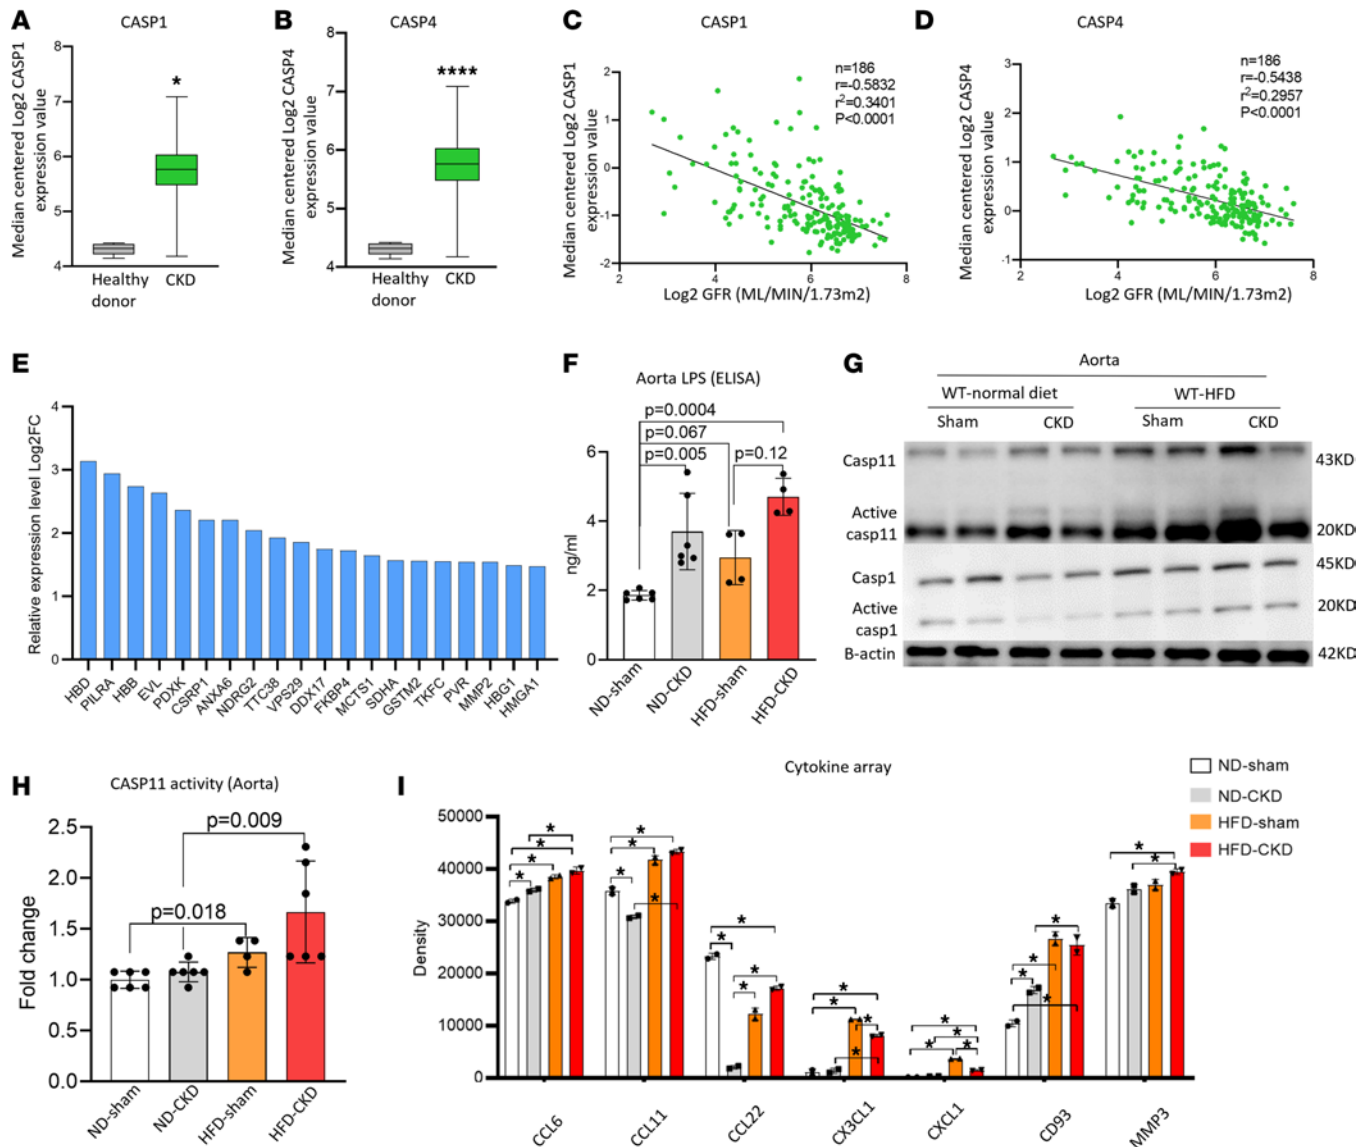 A
CASP1
Median centered Log2 CASP1
expression value
8
7
6
5
4
*
Healthy
donor
CKD
B
CASP4
Median centered Log2 CASP4
expression value
8
7
6
5
4
****
Healthy
donor
CKD
C
CASP1
Median centered Log2 CASP1
expression value
2
1
0
-1
-2
n=186
r=-0.5832
r²=0.3401
P<0.0001
2 4 6 8
Log2 GFR (ML/MIN/1.73m2)
D
CASP4
Median centered Log2 CASP4
expression value
3
2
1
0
-1
n=186
r=-0.5438
r²=0.2957
P<0.0001
2 4 6 8
Log2 GFR (ML/MIN/1.73m2)
E
Relative expression level Log2FC
4
3
2
1
0
HBD PILRA HBB EVL PDXK CSRP1 ANXA6 NDRG2 TTC38 VPS29 DDX17 FKBP4 MCTS1 SDHA GSTM2 TKFC PVR MMP2 HBG1 HMGA1
F
Aorta LPS (ELISA)
p=0.0004
p=0.067
p=0.005
p=0.12
ng/ml
6
4
2
0
ND-sham ND-CKD HFD-sham HFD-CKD
G
Aorta
WT-normal diet WT-HFD
Sham CKD Sham CKD
Casp11 43KD
Active
casp11 20KD
Casp1 45KD
Active
casp1
20KD
B-actin 42KD
H
CASP11 activity (Aorta)
Fold change
2.5
2.0
1.5
1.0
0.5
0.0
p=0.009
p=0.018
ND-sham ND-CKD HFD-sham HFD-CKD
I
Cytokine array
ND-sham
ND-CKD
HFD-sham
HFD-CKD
Density
50000
40000
30000
20000
10000
0
* * * * *
* * * *
* * * *
* * * *
* * * *
* * * *
* *
CCL6 CCL11 CCL22 CX3CL1 CXCL1 CD93 MMP3